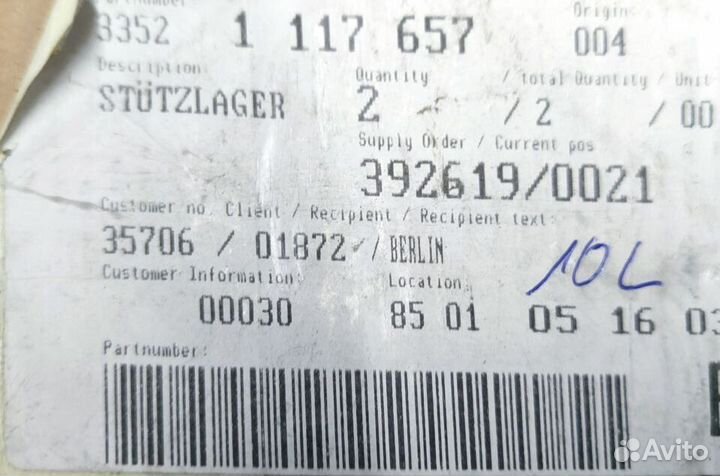 Origin
3352 1 117 657 004
Description: Quantity / Total Quantity / Unit
STÜTZLAGER 2 / 2 / 00
Supply Order / Current pos
392619/0021
Customer no. Client / Recipient / Recipient text:
35706 / 01872 / BERLIN
10L
Customer Information: Location:
00030 85 01 05 16 03
Partnumber:
Avito